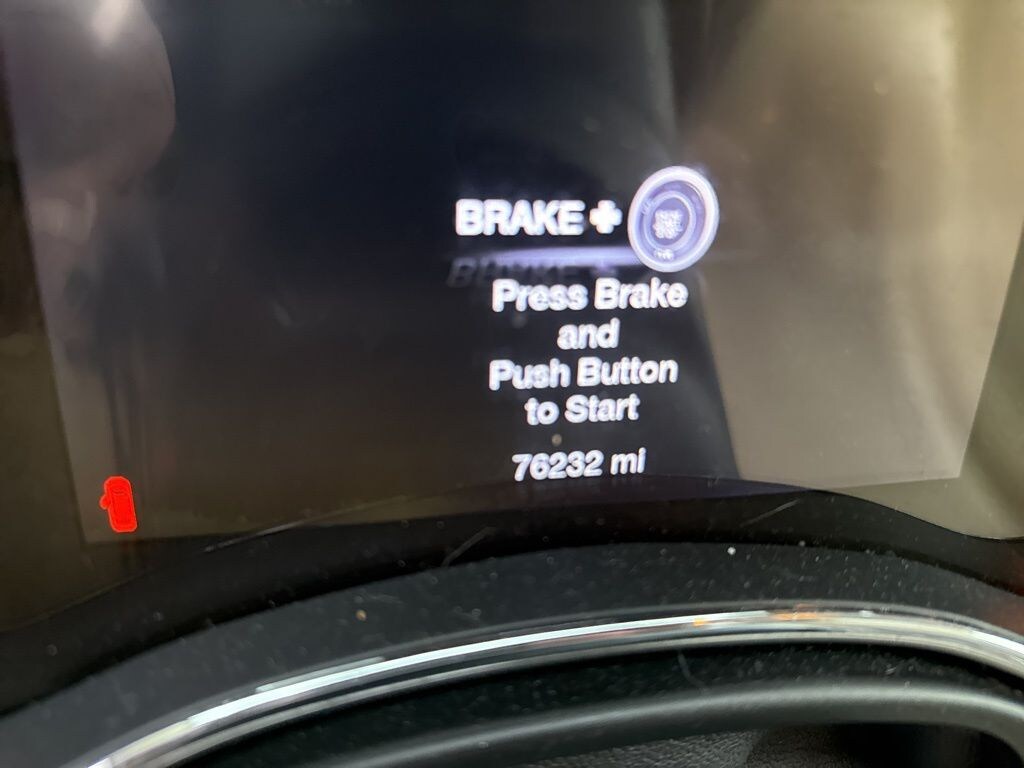 BRAKE +
Press Brake
and
Push Button
to Start
76232 mi